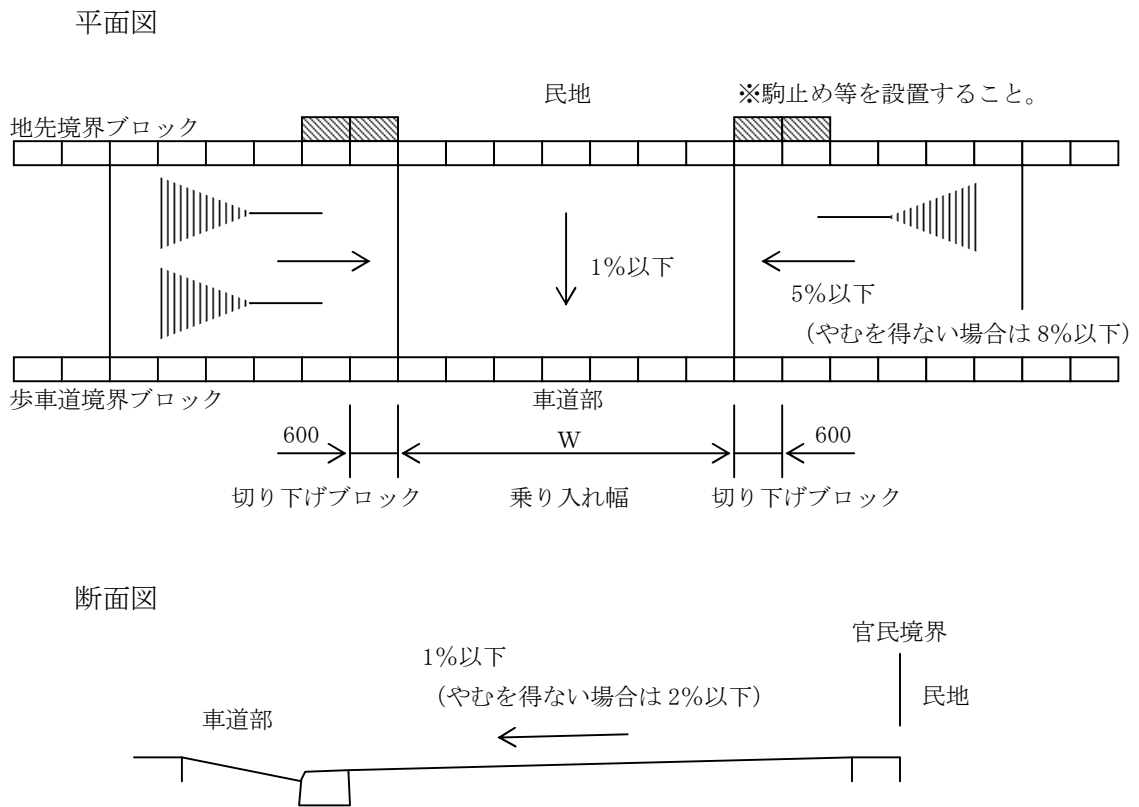 平面図
民地
※駒止め等を設置すること。
地先境界ブロック
1%以下
5%以下
（やむを得ない場合は 8%以下）
歩車道境界ブロック
車道部
600
W
600
切り下げブロック
乗り入れ幅
切り下げブロック
断面図
官民境界
1%以下
（やむを得ない場合は 2%以下）
民地
車道部